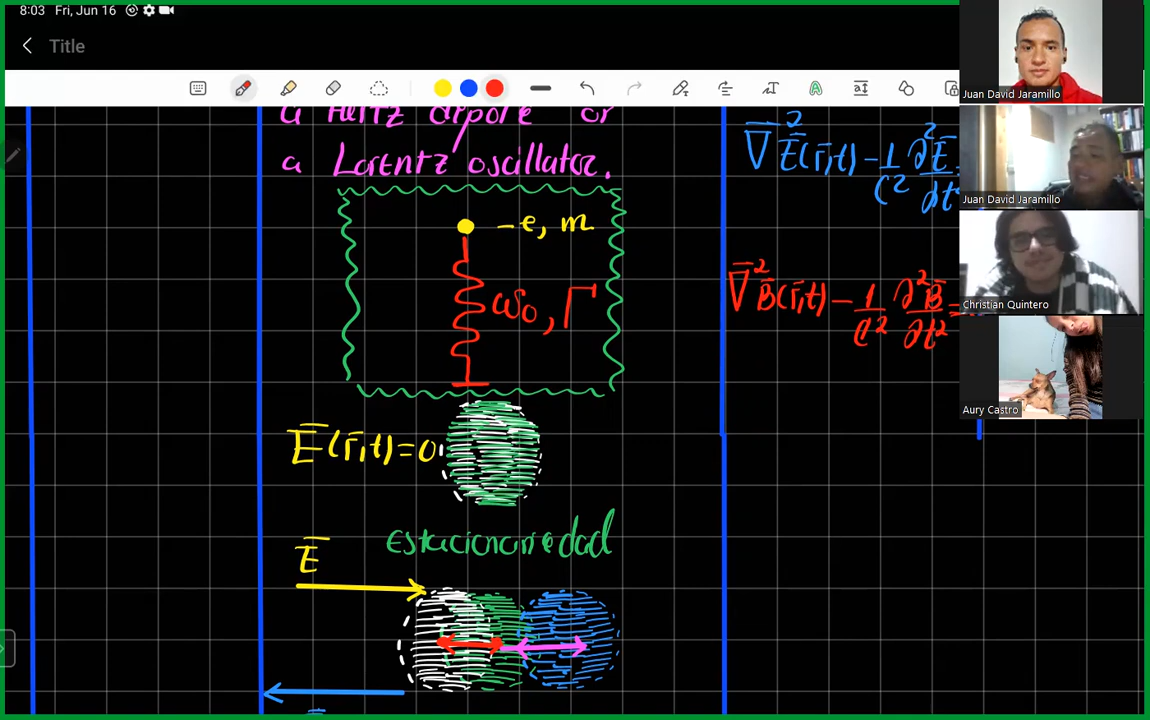 8:03 Fri, Jun 16
Title
a Hertz dipole or
a Lorentz oscillator.
-e, m
ω₀, Γ
E̅(r̅,t)=0
estacionariedad
E̅
∇̅²E̅(r̅,t) - 1/C² ∂²E̅/∂t²
∇̅²B̅(r̅,t) - 1/C² ∂²B̅/∂t² =
Juan David Jaramillo
Juan David Jaramillo
Christian Quintero
Aury Castro